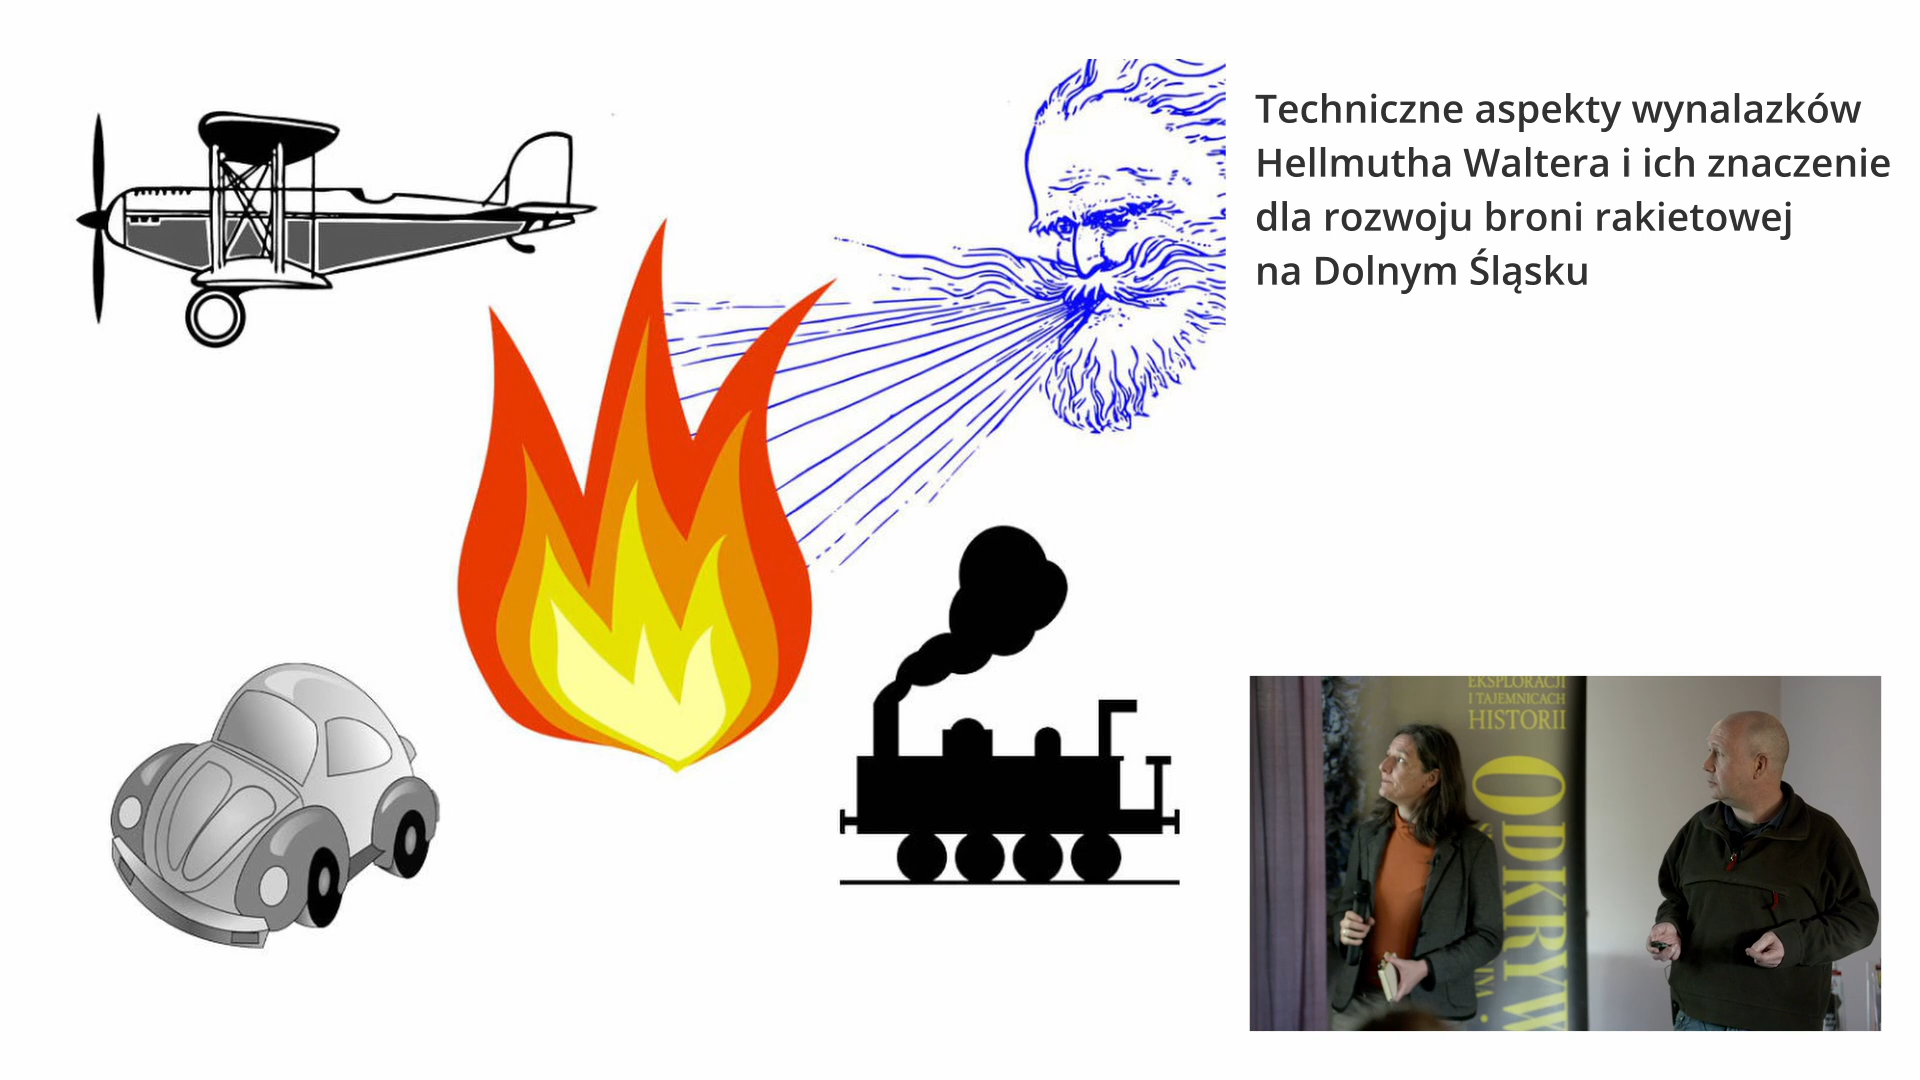 Techniczne aspekty wynalazków
Hellmutha Waltera i ich znaczenie
dla rozwoju broni rakietowej
na Dolnym Śląsku
EKSPLORACJI
I TAJEMNICACH
HISTORII
ODKRYW